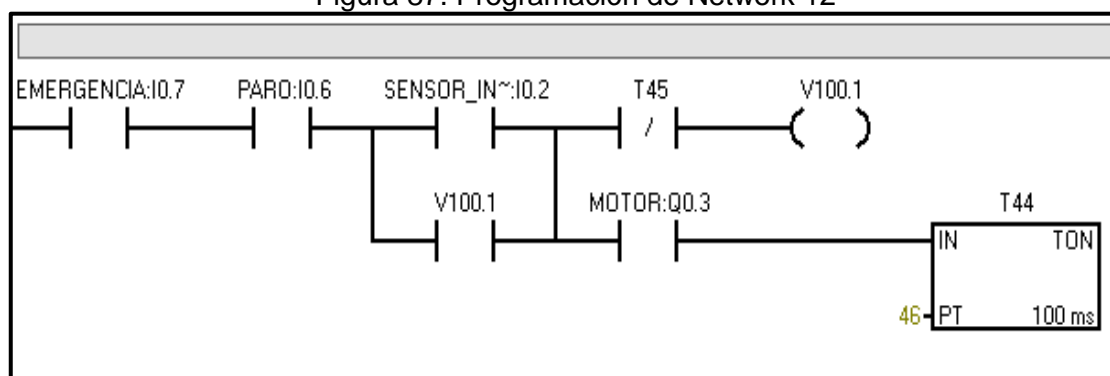 Figura 87. Programación de Network 12
EMERGENCIA:I0.7 PARO:I0.6 SENSOR_IN~:I0.2 T45 V100.1
/
V100.1 MOTOR:Q0.3 T44
IN TON
46 PT 100 ms